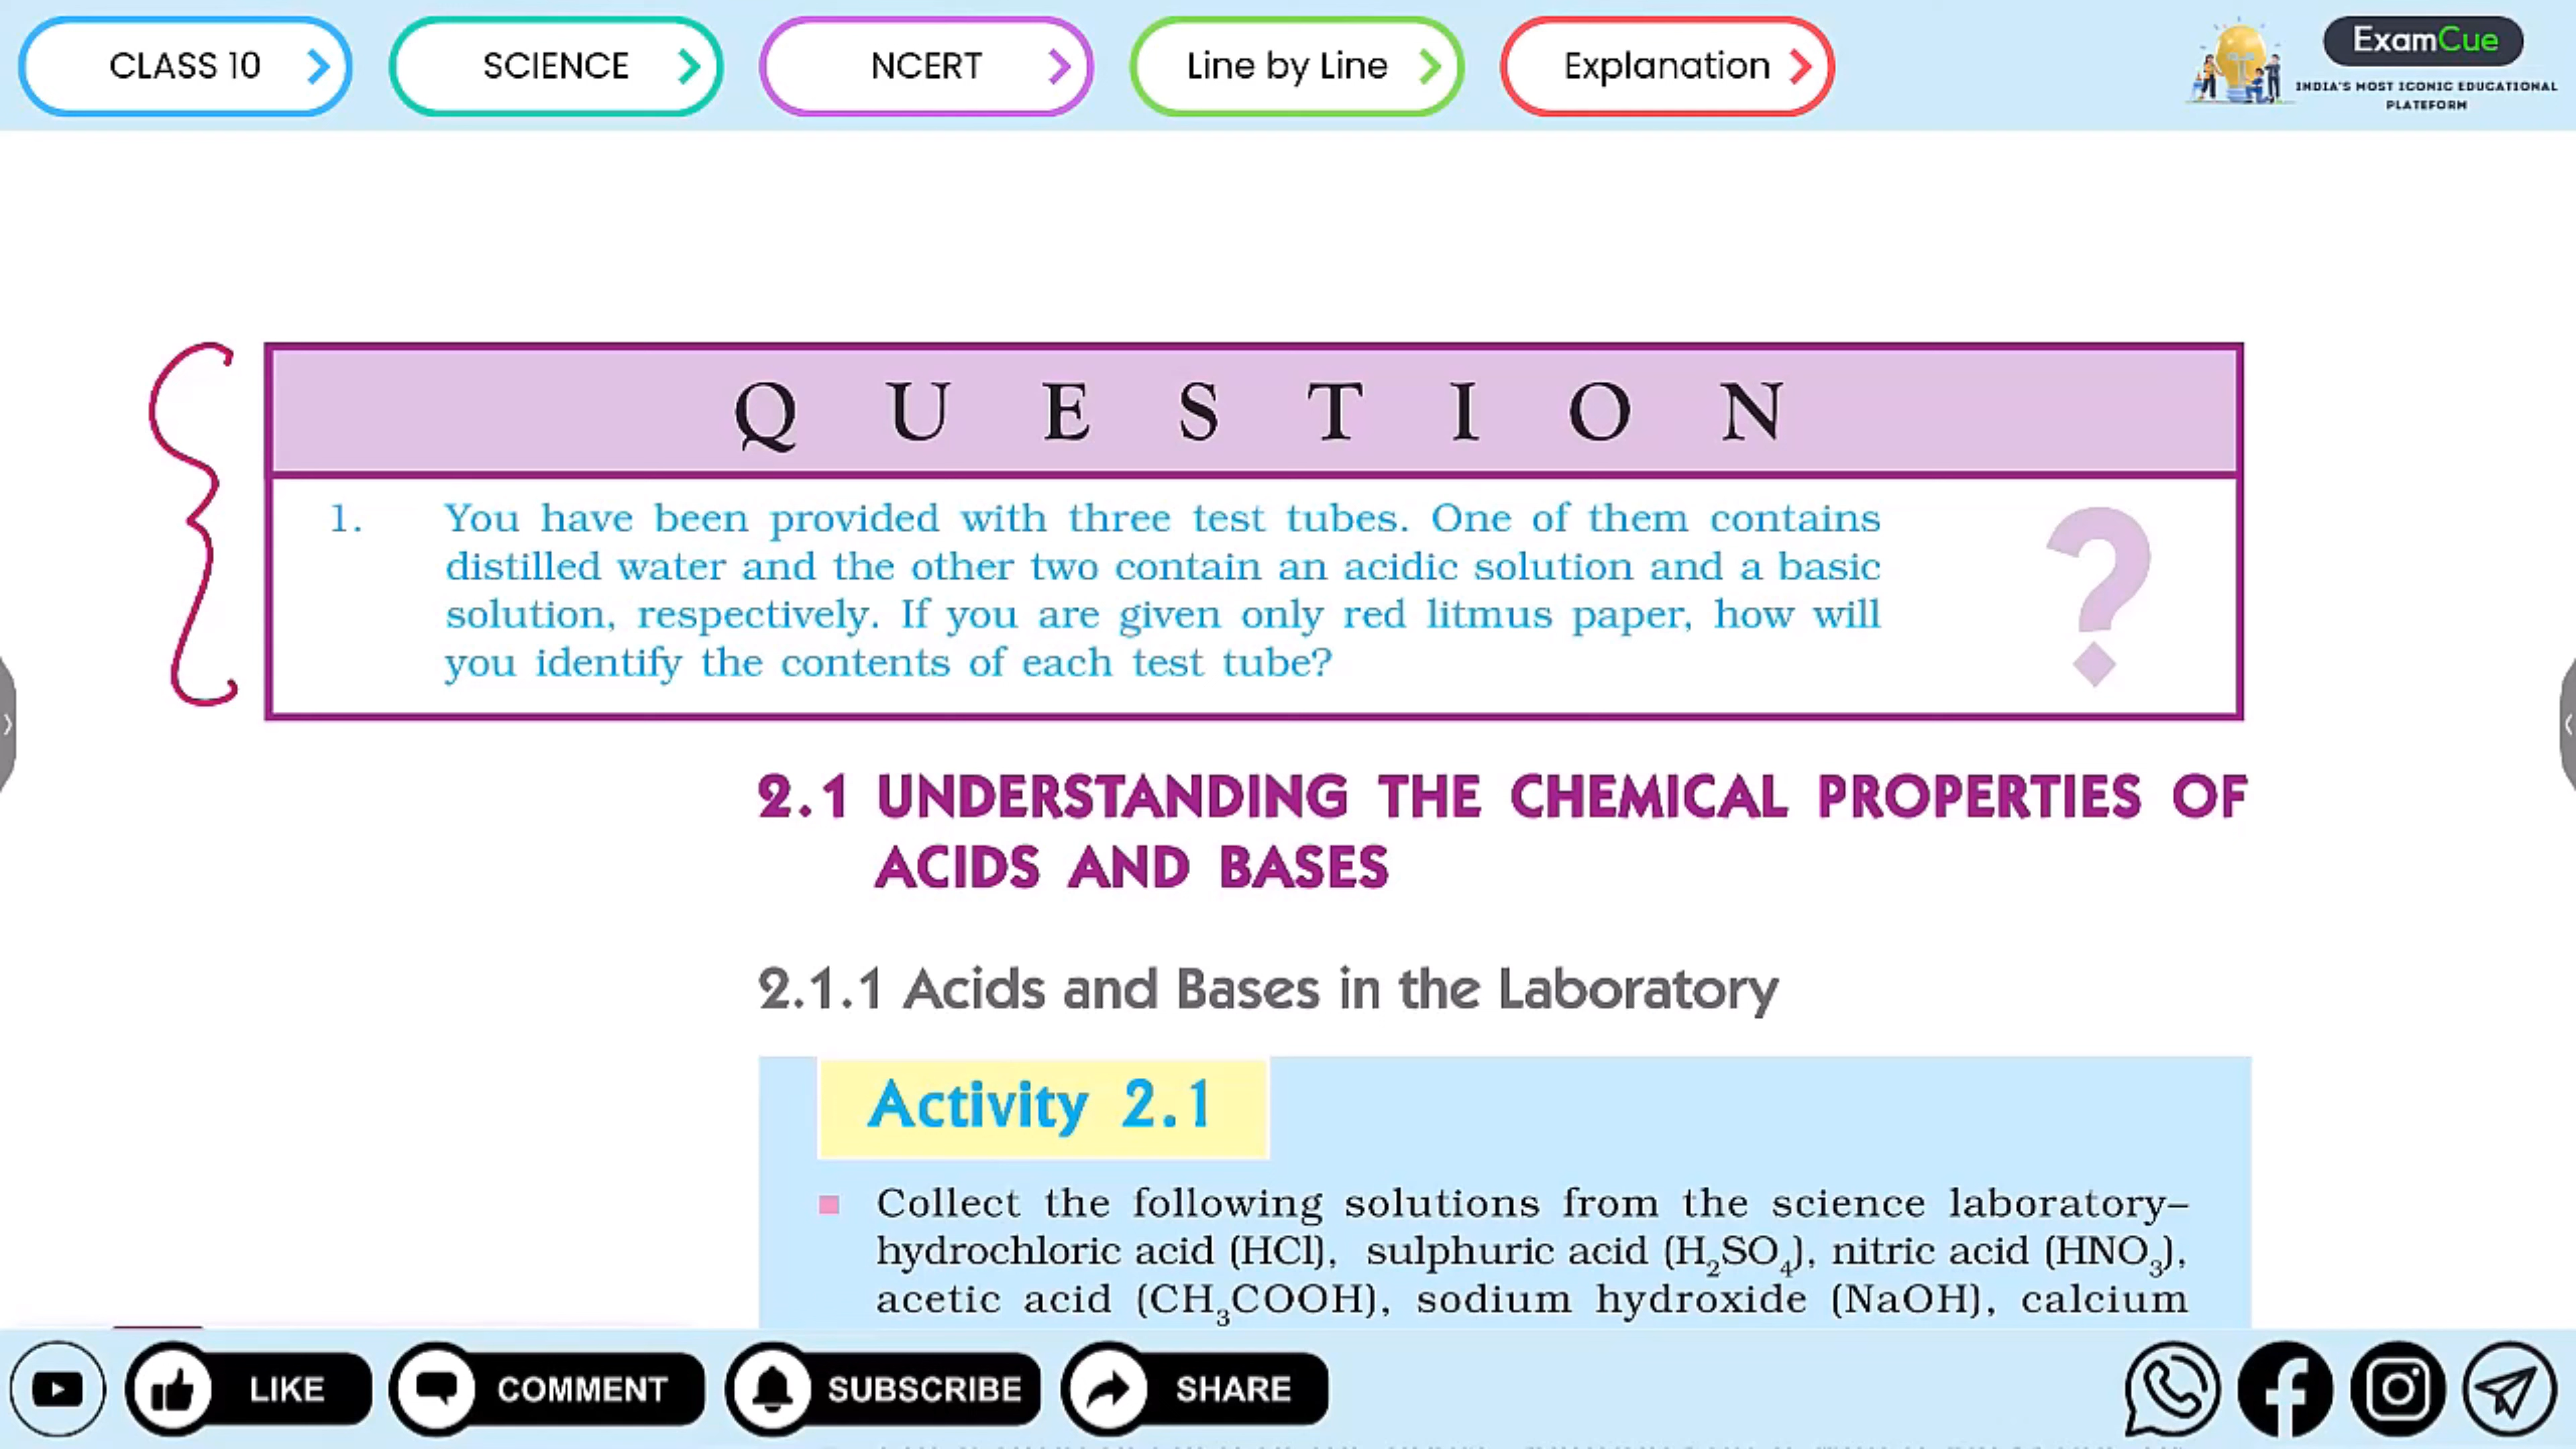 CLASS 10
SCIENCE
NCERT
Line by Line
Explanation
ExamCue
INDIA'S MOST ICONIC EDUCATIONAL
PLATEFORM
QUESTION
1. You have been provided with three test tubes. One of them contains
distilled water and the other two contain an acidic solution and a basic
solution, respectively. If you are given only red litmus paper, how will
you identify the contents of each test tube?
?
2.1 UNDERSTANDING THE CHEMICAL PROPERTIES OF
ACIDS AND BASES
2.1.1 Acids and Bases in the Laboratory
Activity 2.1
Collect the following solutions from the science laboratory–
hydrochloric acid (HCl), sulphuric acid (H₂SO₄), nitric acid (HNO₃),
acetic acid (CH₃COOH), sodium hydroxide (NaOH), calcium
LIKE
COMMENT
SUBSCRIBE
SHARE